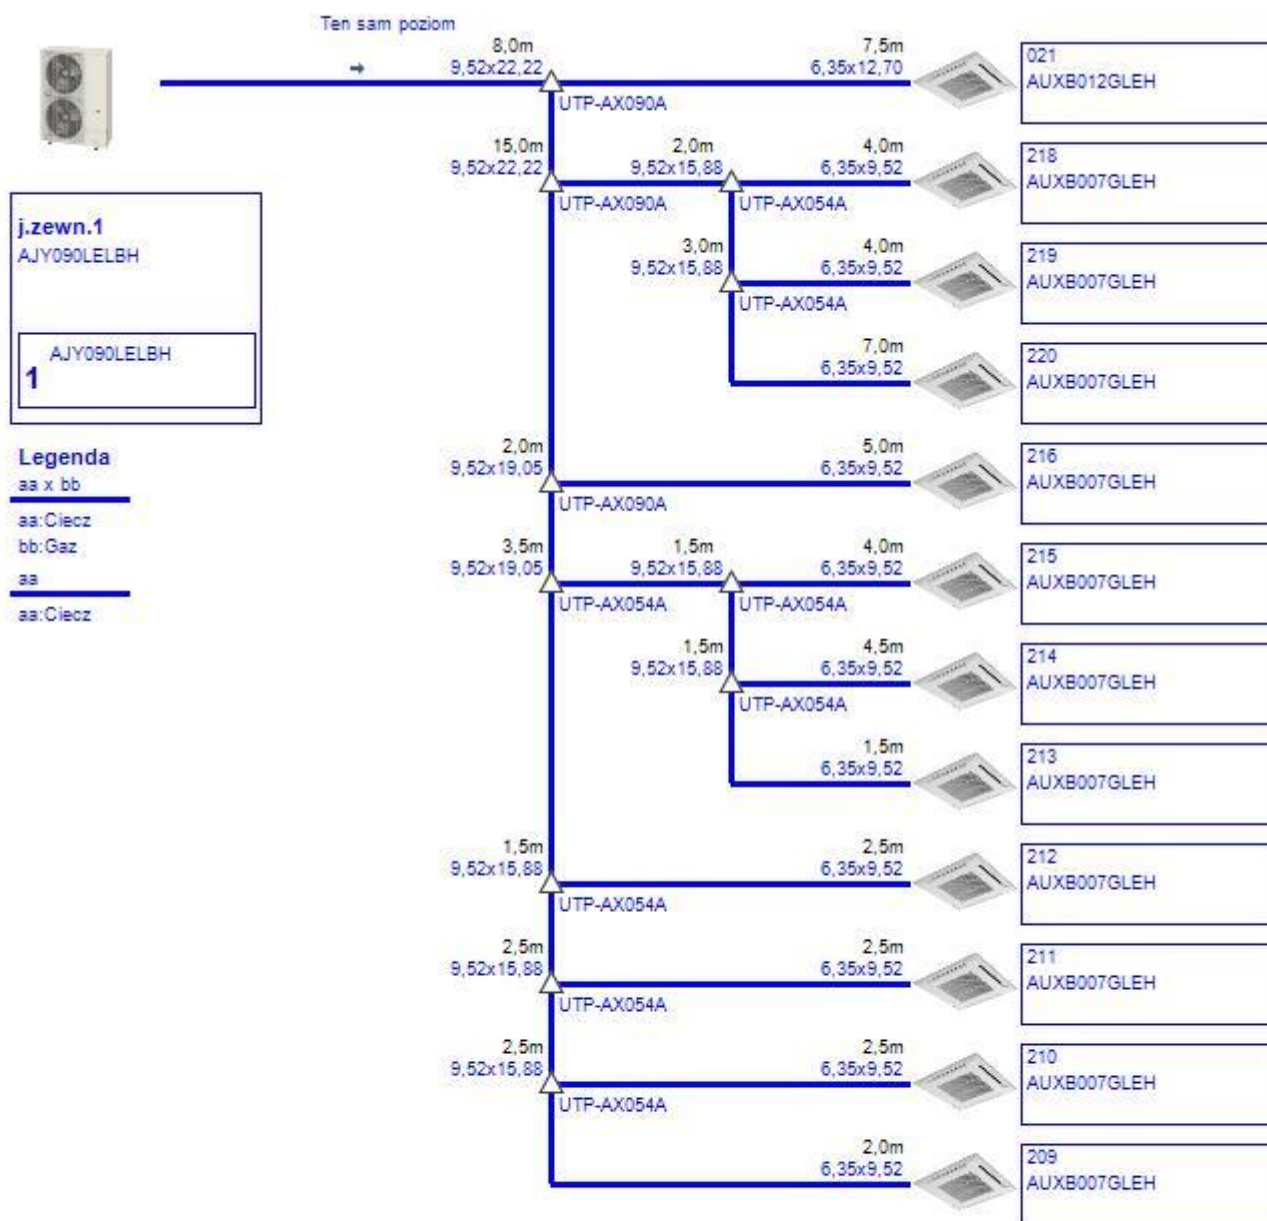 Ten sam poziom
8,0m
9,52x22,22
UTP-AX090A
7,5m
6,35x12,70
021
AUXB012GLEH
15,0m
9,52x22,22
UTP-AX090A
2,0m
9,52x15,88
UTP-AX054A
4,0m
6,35x9,52
218
AUXB007GLEH
j.zewn.1
AJY090LELBH
AJY090LELBH
1
3,0m
9,52x15,88
UTP-AX054A
4,0m
6,35x9,52
219
AUXB007GLEH
7,0m
6,35x9,52
220
AUXB007GLEH
Legenda
aa x bb
aa:Ciecz
bb:Gaz
aa
aa:Ciecz
2,0m
9,52x19,05
UTP-AX090A
5,0m
6,35x9,52
216
AUXB007GLEH
3,5m
9,52x19,05
UTP-AX054A
1,5m
9,52x15,88
UTP-AX054A
4,0m
6,35x9,52
215
AUXB007GLEH
1,5m
9,52x15,88
UTP-AX054A
4,5m
6,35x9,52
214
AUXB007GLEH
1,5m
6,35x9,52
213
AUXB007GLEH
1,5m
9,52x15,88
UTP-AX054A
2,5m
6,35x9,52
212
AUXB007GLEH
2,5m
9,52x15,88
UTP-AX054A
2,5m
6,35x9,52
211
AUXB007GLEH
2,5m
9,52x15,88
UTP-AX054A
2,5m
6,35x9,52
210
AUXB007GLEH
2,0m
6,35x9,52
209
AUXB007GLEH